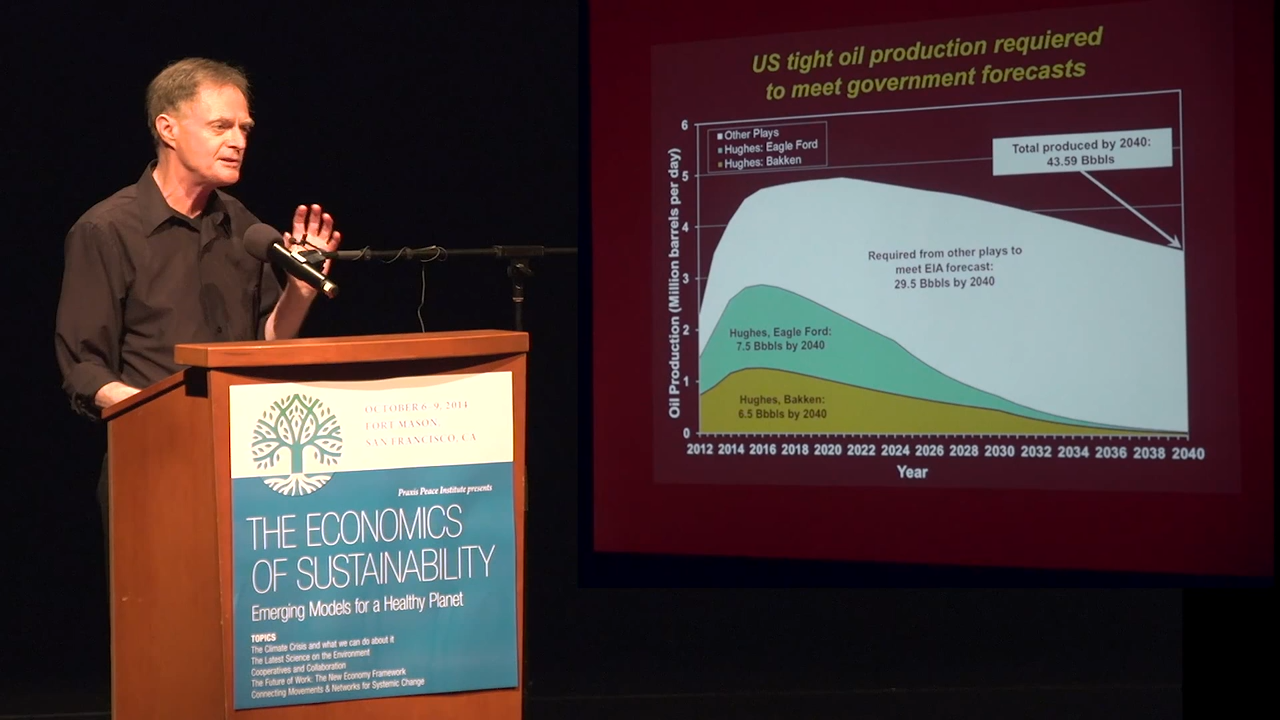 US tight oil production requiered
to meet government forecasts
Oil Production (Million barrels per day)
6
5
4
3
2
1
0
Other Plays
Hughes: Eagle Ford
Hughes: Bakken
Total produced by 2040:
43.59 Bbbls
Required from other plays to
meet EIA forecast:
29.5 Bbbls by 2040
Hughes, Eagle Ford:
7.5 Bbbls by 2040
Hughes, Bakken:
6.5 Bbbls by 2040
2012 2014 2016 2018 2020 2022 2024 2026 2028 2030 2032 2034 2036 2038 2040
Year
OCTOBER 6-9, 2014
FORT MASON,
SAN FRANCISCO, CA
Praxis Peace Institute presents
THE ECONOMICS
OF SUSTAINABILITY
Emerging Models for a Healthy Planet
TOPICS
The Climate Crisis and what we can do about it
The Latest Science on the Environment
Cooperatives and Collaboration
The Future of Work: The New Economy Framework
Connecting Movements & Networks for Systemic Change